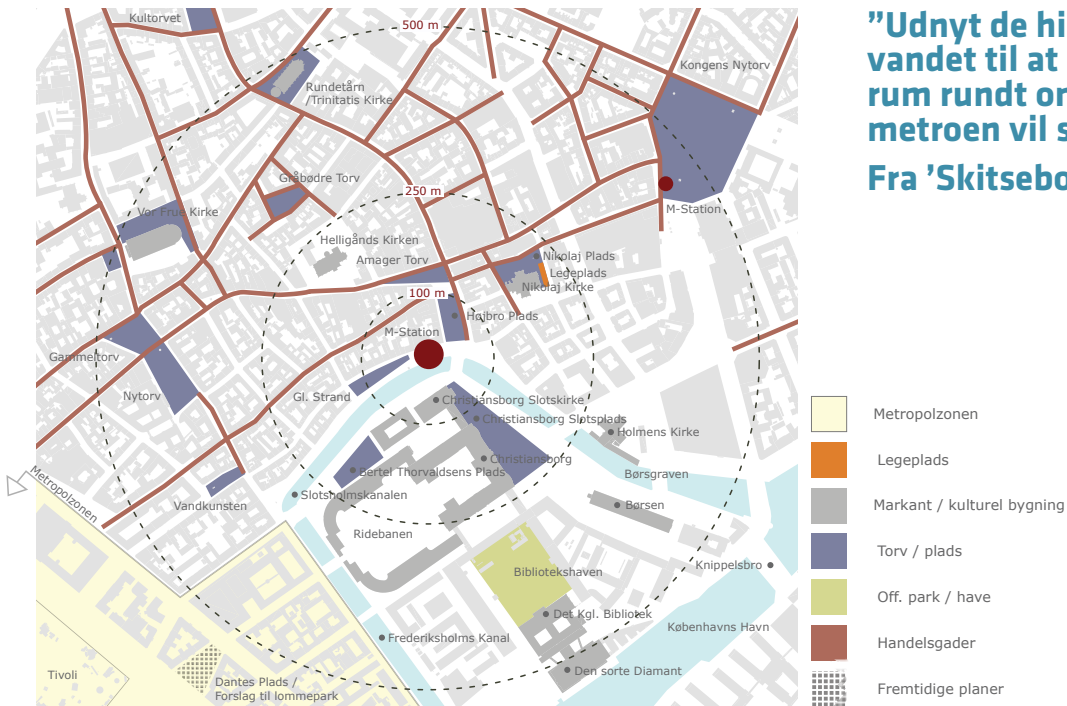 Kultorvet
500 m
Kongens Nytorv
Rundetårn
/Trinitatis Kirke
Gråbødre Torv
250 m
M-Station
Vor Frue Kirke
Helligånds Kirken
Amager Torv
Nikolaj Plads
Legeplads
Nikolaj Kirke
100 m
Højbro Plads
M-Station
Gammeltorv
Nytorv
Gl. Strand
Christiansborg Slotskirke
Christiansborg Slotsplads
Holmens Kirke
Christiansborg
Bertel Thorvaldsens Plads
Børsgraven
Metropolzonen
Slotsholmskanalen
Vandkunsten
Børsen
Ridebanen
Knippelsbro
Bibliotekshaven
Det Kgl. Bibliotek
Københavns Havn
Frederiksholms Kanal
Den sorte Diamant
Tivoli
Dantes Plads /
Forslag til lommepark
”Udnyt de hi
vandet til at
rum rundt or
metroen vil s
Fra ’Skitsebo
Metropolzonen
Legeplads
Markant / kulturel bygning
Torv / plads
Off. park / have
Handelsgader
Fremtidige planer